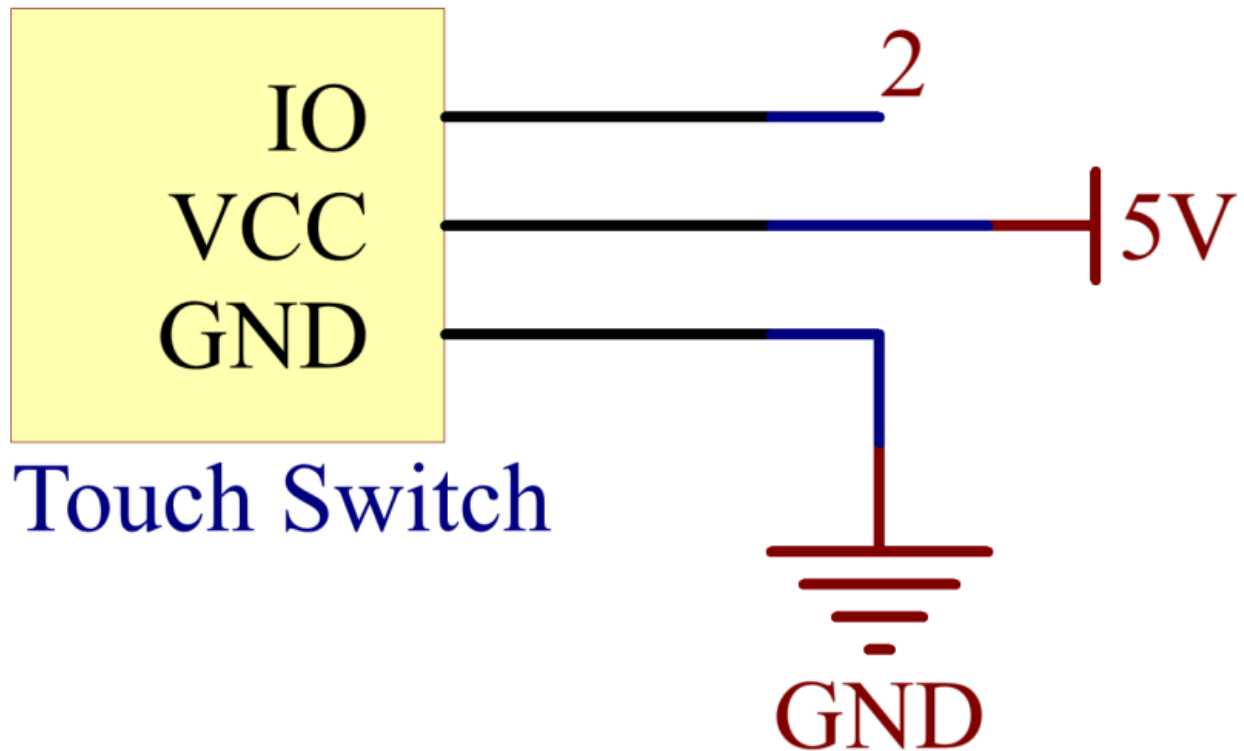 2
IO
VCC
5V
GND
Touch Switch
GND